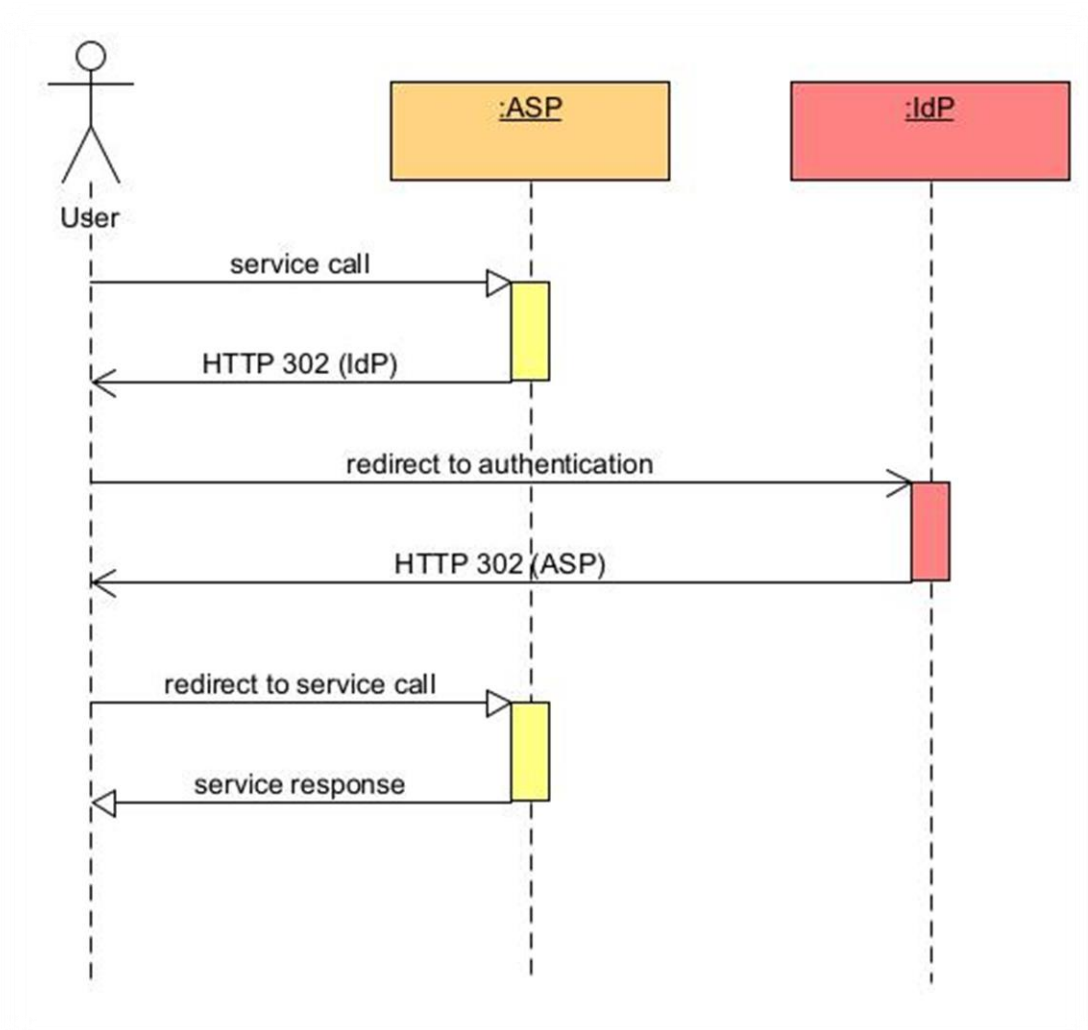 :ASP
:IdP
User
service call
HTTP 302 (IdP)
redirect to authentication
HTTP 302 (ASP)
redirect to service call
service response